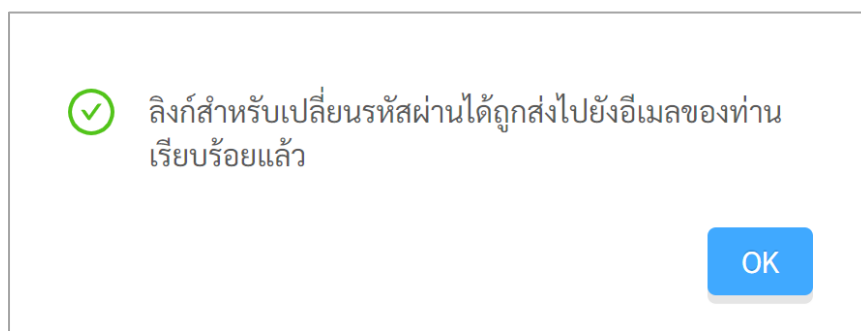 ลิงก์สำหรับเปลี่ยนรหัสผ่านได้ถูกส่งไปยังอีเมลของท่าน
เรียบร้อยแล้ว
OK